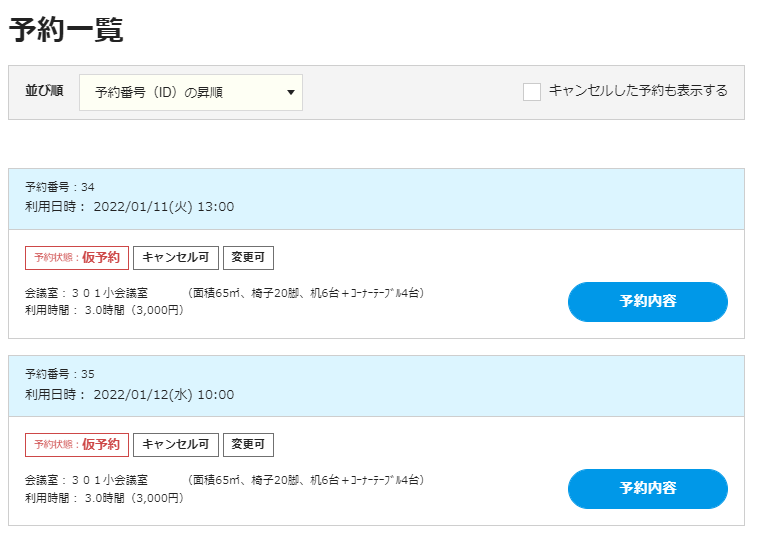 予約一覧
並び順 予約番号（ID）の昇順 キャンセルした予約も表示する
予約番号：34
利用日時： 2022/01/11(火) 13:00
予約状態：仮予約 キャンセル可 変更可
会議室：３０１小会議室 （面積65㎡、椅子20脚、机6台＋ｺｰﾅｰﾃｰﾌﾞﾙ4台）
利用時間： 3.0時間（3,000円）
予約内容
予約番号：35
利用日時： 2022/01/12(水) 10:00
予約状態：仮予約 キャンセル可 変更可
会議室：３０１小会議室 （面積65㎡、椅子20脚、机6台＋ｺｰﾅｰﾃｰﾌﾞﾙ4台）
利用時間： 3.0時間（3,000円）
予約内容